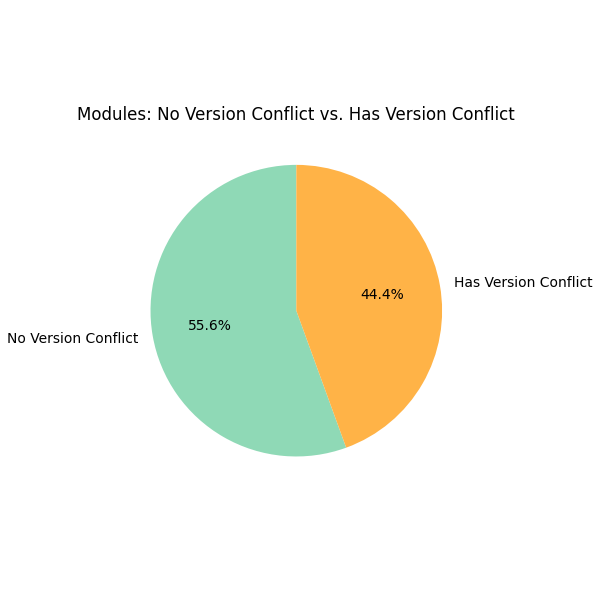 Modules: No Version Conflict vs. Has Version Conflict
Has Version Conflict
44.4%
55.6%
No Version Conflict